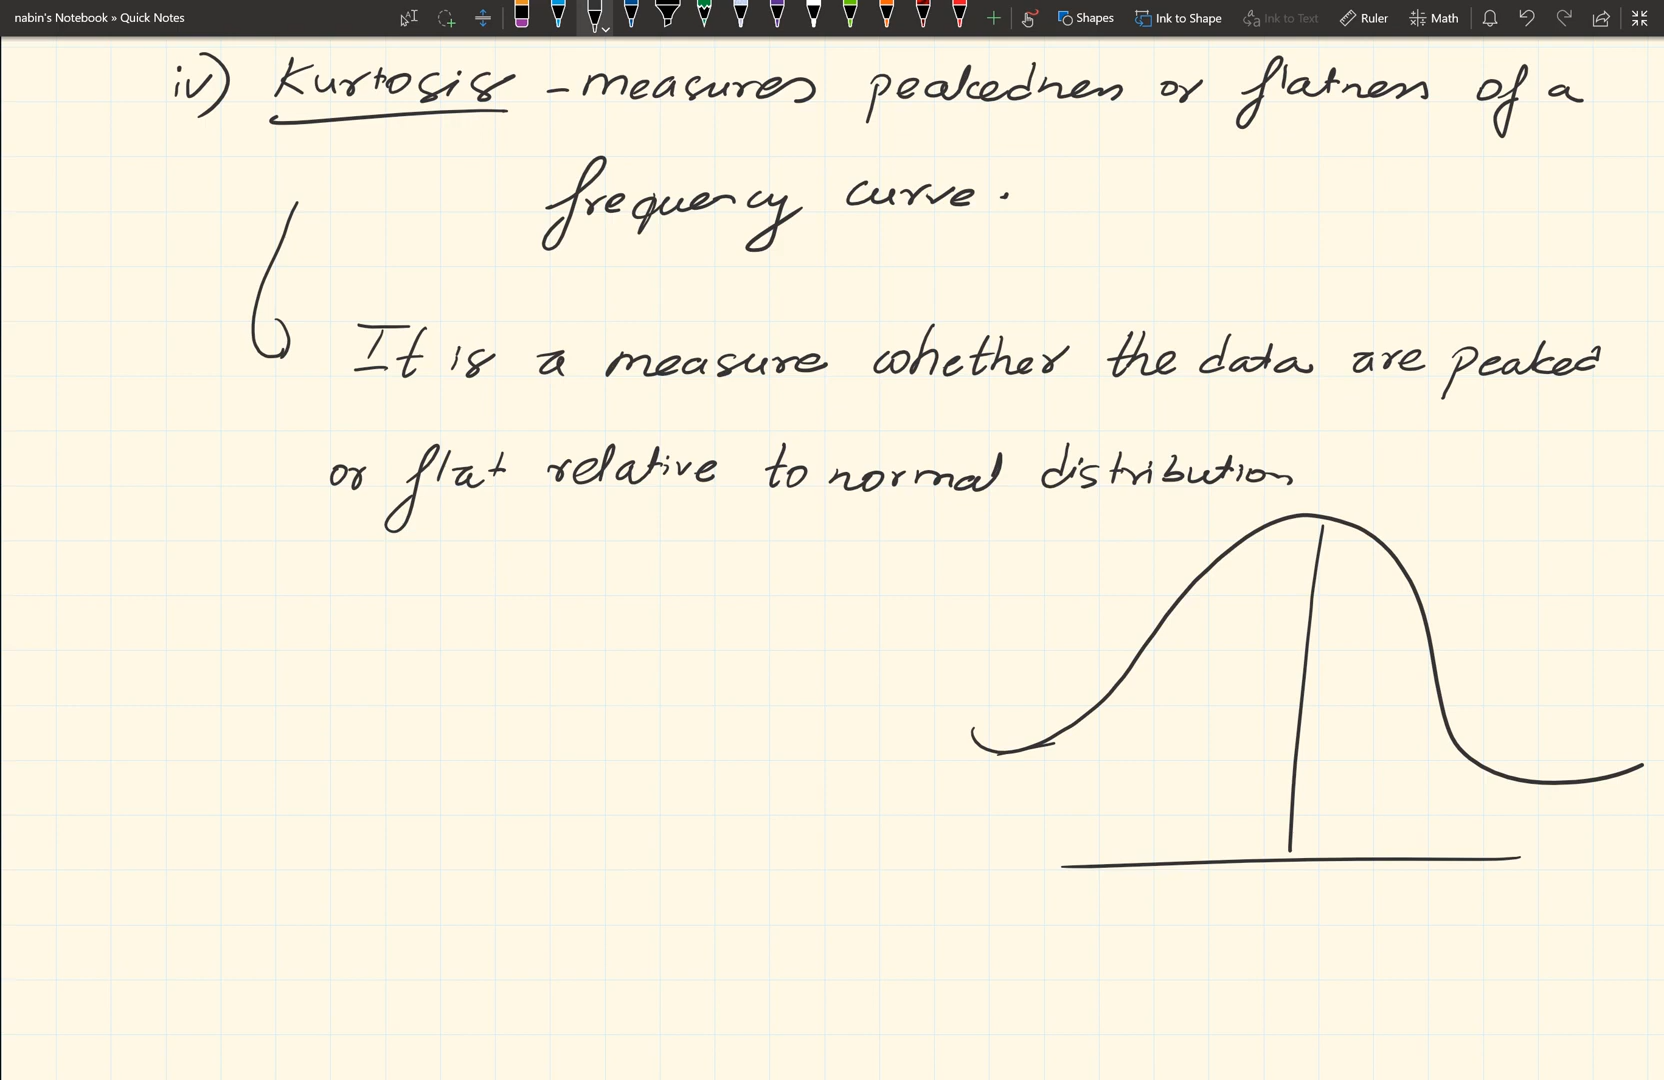 nabin's Notebook » Quick Notes
Shapes Ink to Shape Ink to Text Ruler Math
iv) Kurtosis - measures peakedness or flatness of a
frequency curve.
It is a measure whether the data are peaked
or flat relative to normal distribution